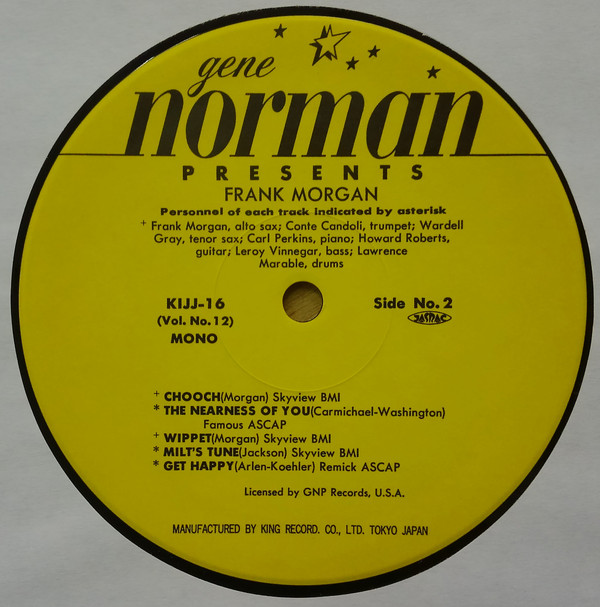 gene
norman
PRESENTS
FRANK MORGAN
Personnel of each track indicated by asterisk
+ Frank Morgan, alto sax; Conte Candoli, trumpet; Wardell
Gray, tenor sax; Carl Perkins, piano; Howard Roberts,
guitar; Leroy Vinnegar, bass; Lawrence
Marable, drums
KIJJ-16
(Vol. No. 12)
MONO
Side No. 2
JASRAC
+ CHOOCH(Morgan) Skyview BMI
* THE NEARNESS OF YOU(Carmichael-Washington)
Famous ASCAP
+ WIPPET(Morgan) Skyview BMI
* MILT'S TUNE(Jackson) Skyview BMI
* GET HAPPY(Arlen-Koehler) Remick ASCAP
Licensed by GNP Records, U.S.A.
MANUFACTURED BY KING RECORD. CO., LTD. TOKYO JAPAN